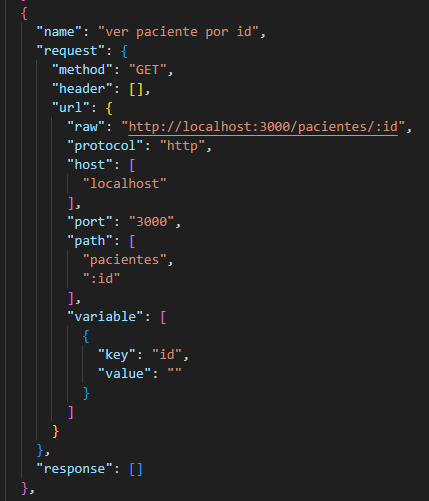 {
"name": "ver paciente por id",
"request": {
"method": "GET",
"header": [],
"url": {
"raw": "http://localhost:3000/pacientes/:id",
"protocol": "http",
"host": [
"localhost"
],
"port": "3000",
"path": [
"pacientes",
":id"
],
"variable": [
{
"key": "id",
"value": ""
}
]
}
},
"response": []
},